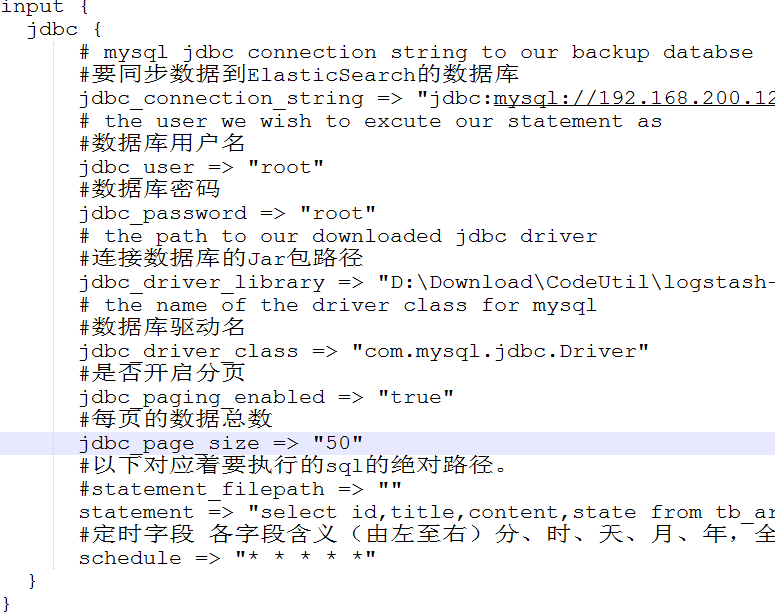 input {
jdbc {
# mysql jdbc connection string to our backup databse
#要同步数据到ElasticSearch的数据库
jdbc_connection_string => "jdbc:mysql://192.168.200.12
# the user we wish to excute our statement as
#数据库用户名
jdbc_user => "root"
#数据库密码
jdbc_password => "root"
# the path to our downloaded jdbc driver
#连接数据库的Jar包路径
jdbc_driver_library => "D:\Download\CodeUtil\logstash-
# the name of the driver class for mysql
#数据库驱动名
jdbc_driver_class => "com.mysql.jdbc.Driver"
#是否开启分页
jdbc_paging_enabled => "true"
#每页的数据总数
jdbc_page_size => "50"
#以下对应着要执行的sql的绝对路径。
#statement_filepath => ""
statement => "select id,title,content,state from tb_ar
#定时字段 各字段含义（由左至右）分、时、天、月、年，全
schedule => "* * * * *"
}
}